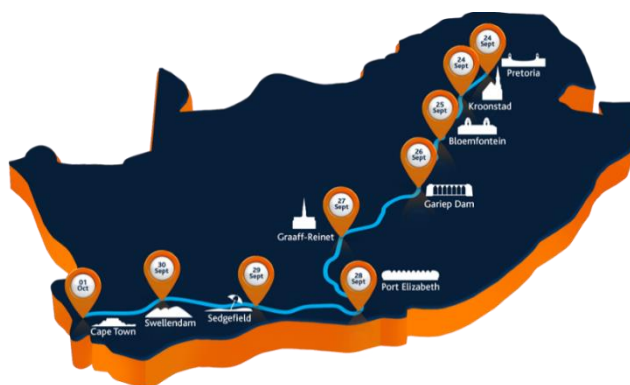 24
Sept
Pretoria
24
Sept
Kroonstad
25
Sept
Bloemfontein
26
Sept
Gariep Dam
27
Sept
Graaff-Reinet
28
Sept
Port Elizabeth
29
Sept
Sedgefield
30
Sept
Swellendam
01
Oct
Cape Town